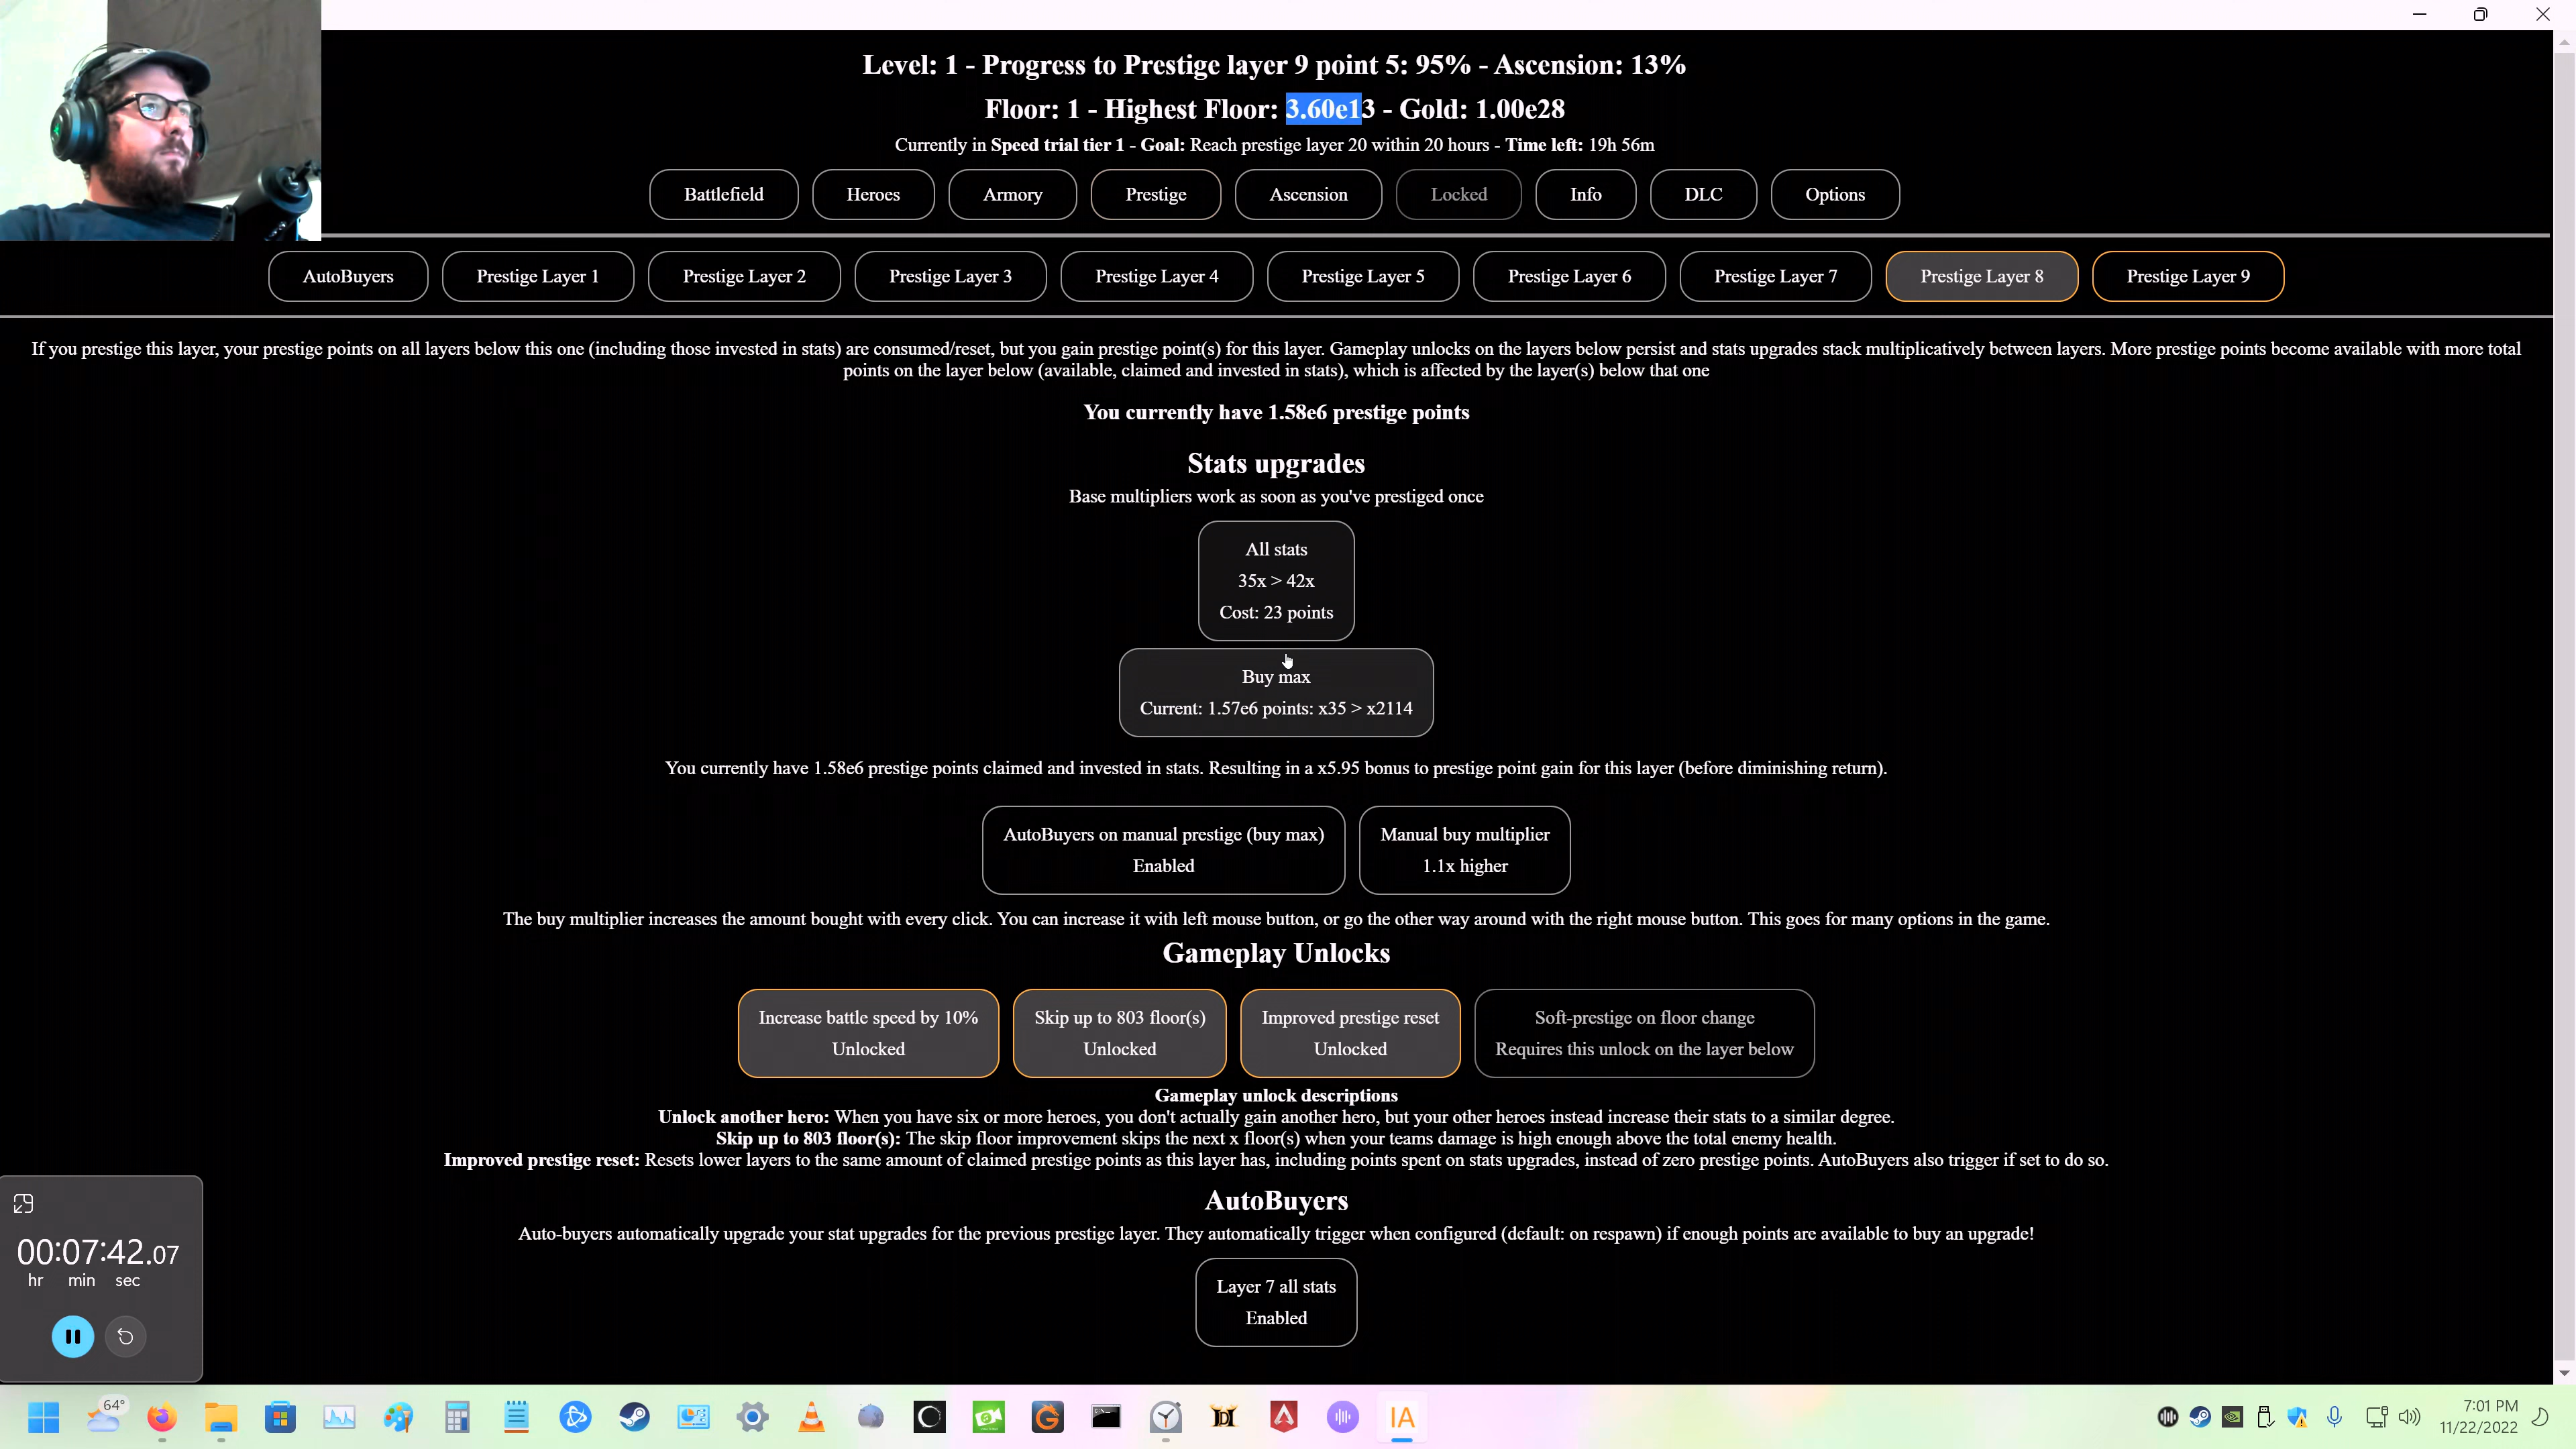 Level: 1 - Progress to Prestige layer 9 point 5: 95% - Ascension: 13%
Floor: 1 - Highest Floor: 3.60e13 - Gold: 1.00e28
Currently in Speed trial tier 1 - Goal: Reach prestige layer 20 within 20 hours - Time left: 19h 56m
Battlefield Heroes Armory Prestige Ascension Locked Info DLC Options
AutoBuyers Prestige Layer 1 Prestige Layer 2 Prestige Layer 3 Prestige Layer 4 Prestige Layer 5 Prestige Layer 6 Prestige Layer 7 Prestige Layer 8 Prestige Layer 9
If you prestige this layer, your prestige points on all layers below this one (including those invested in stats) are consumed/reset, but you gain prestige point(s) for this layer. Gameplay unlocks on the layers below persist and stats upgrades stack multiplicatively between layers. More prestige points become available with more total
points on the layer below (available, claimed and invested in stats), which is affected by the layer(s) below that one
You currently have 1.58e6 prestige points
Stats upgrades
Base multipliers work as soon as you've prestiged once
All stats
35x > 42x
Cost: 23 points
Buy max
Current: 1.57e6 points: x35 > x2114
You currently have 1.58e6 prestige points claimed and invested in stats. Resulting in a x5.95 bonus to prestige point gain for this layer (before diminishing return).
AutoBuyers on manual prestige (buy max) Manual buy multiplier
Enabled 1.1x higher
The buy multiplier increases the amount bought with every click. You can increase it with left mouse button, or go the other way around with the right mouse button. This goes for many options in the game.
Gameplay Unlocks
Increase battle speed by 10% Skip up to 803 floor(s) Improved prestige reset Soft-prestige on floor change
Unlocked Unlocked Unlocked Requires this unlock on the layer below
Gameplay unlock descriptions
Unlock another hero: When you have six or more heroes, you don't actually gain another hero, but your other heroes instead increase their stats to a similar degree.
Skip up to 803 floor(s): The skip floor improvement skips the next x floor(s) when your teams damage is high enough above the total enemy health.
Improved prestige reset: Resets lower layers to the same amount of claimed prestige points as this layer has, including points spent on stats upgrades, instead of zero prestige points. AutoBuyers also trigger if set to do so.
AutoBuyers
Auto-buyers automatically upgrade your stat upgrades for the previous prestige layer. They automatically trigger when configured (default: on respawn) if enough points are available to buy an upgrade!
Layer 7 all stats
Enabled
00:07:42.07
hr min sec
64°
IA
7:01 PM
11/22/2022